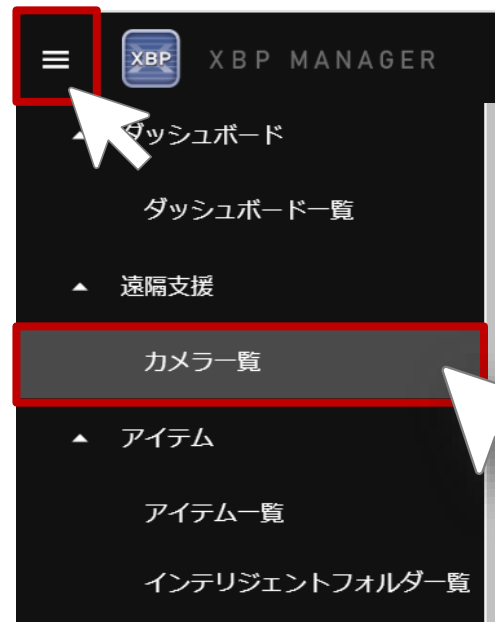 XBP XBP MANAGER
ダッシュボード
ダッシュボード一覧
遠隔支援
カメラ一覧
アイテム
アイテム一覧
インテリジェントフォルダ一覧